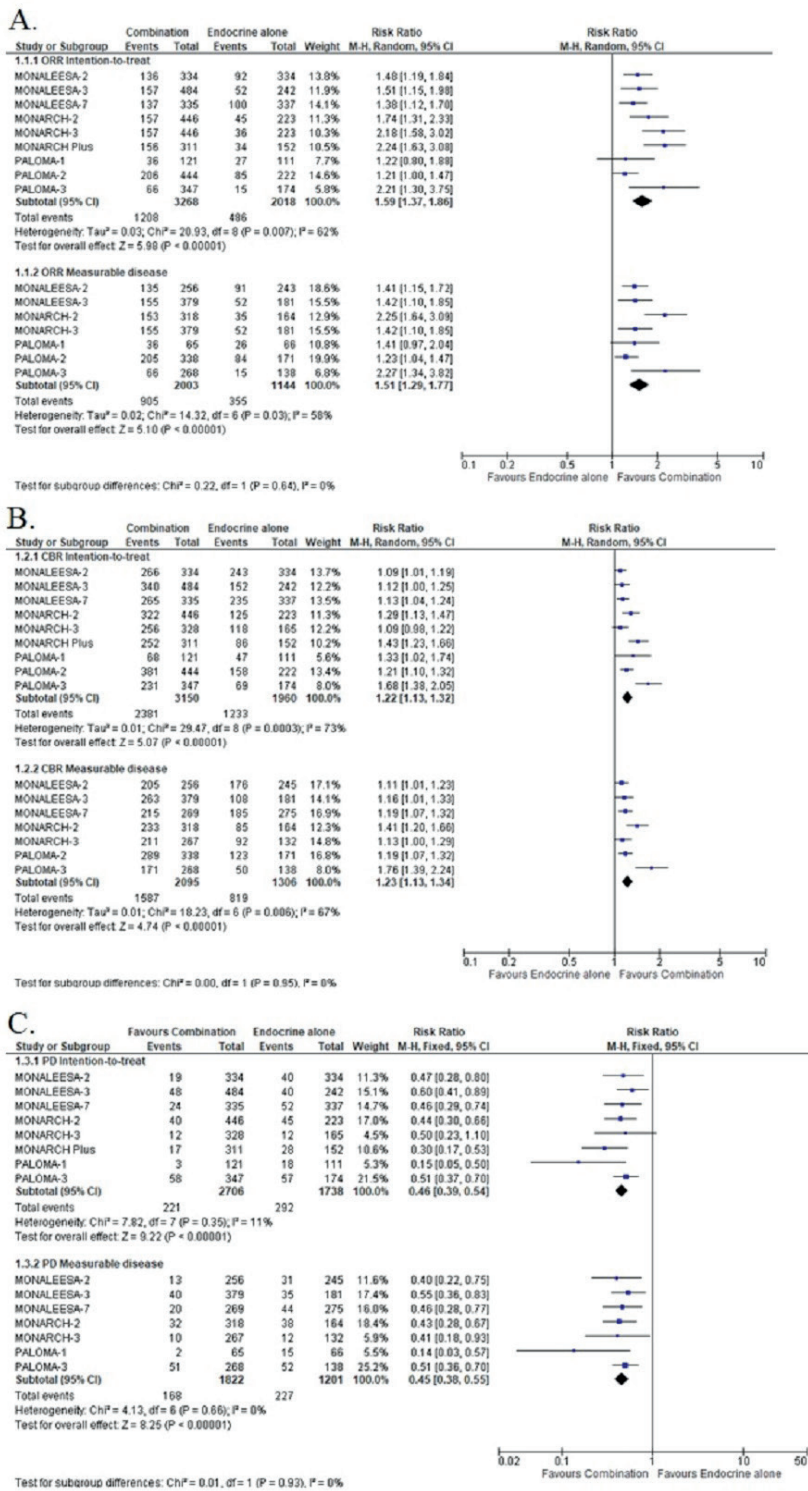 A.
Combination Endocrine alone Risk Ratio Risk Ratio
Study or Subgroup Events Total Events Total Weight M-H, Random, 95% CI M-H, Random, 95% CI
1.1.1 ORR Intention-to-treat
MONALEESA-2 136 334 92 334 13.8% 1.48 [1.19, 1.84]
MONALEESA-3 157 484 52 242 11.9% 1.51 [1.15, 1.98]
MONALEESA-7 137 335 100 337 14.1% 1.38 [1.12, 1.70]
MONARCH-2 157 446 45 223 11.3% 1.74 [1.31, 2.33]
MONARCH-3 157 446 36 223 10.3% 2.18 [1.58, 3.02]
MONARCH Plus 156 311 34 152 10.2% 2.24 [1.63, 3.08]
PALOMA-1 36 121 27 111 7.7% 1.22 [0.80, 1.88]
PALOMA-2 206 444 85 222 14.9% 1.21 [1.00, 1.47]
PALOMA-3 66 347 15 174 5.8% 2.21 [1.30, 3.75]
Subtotal (95% CI) 3268 2018 100.0% 1.59 [1.37, 1.86]
Total events 1208 486
Heterogeneity: Tau² = 0.03; Chi² = 20.93, df = 8 (P = 0.007); I² = 62%
Test for overall effect: Z = 5.98 (P < 0.00001)
1.1.2 ORR Measurable disease
MONALEESA-2 135 256 91 243 18.6% 1.41 [1.15, 1.72]
MONALEESA-3 155 379 52 181 15.5% 1.42 [1.10, 1.85]
MONARCH-2 153 318 35 164 12.9% 2.25 [1.64, 3.09]
MONARCH-3 155 379 52 181 15.5% 1.42 [1.10, 1.85]
PALOMA-1 36 65 26 66 10.8% 1.41 [0.97, 2.04]
PALOMA-2 205 338 84 171 19.9% 1.23 [1.04, 1.47]
PALOMA-3 66 268 15 138 6.8% 2.27 [1.34, 3.82]
Subtotal (95% CI) 2003 1144 100.0% 1.51 [1.29, 1.77]
Total events 905 355
Heterogeneity: Tau² = 0.02; Chi² = 14.32, df = 6 (P = 0.03); I² = 58%
Test for overall effect: Z = 5.10 (P < 0.00001)
0.1 0.2 0.5 1 2 5 10
Favours Endocrine alone Favours Combination
Test for subgroup differences: Chi² = 0.22, df = 1 (P = 0.64), I² = 0%
B.
Combination Endocrine alone Risk Ratio Risk Ratio
Study or Subgroup Events Total Events Total Weight M-H, Random, 95% CI M-H, Random, 95% CI
1.2.1 CBR Intention-to-treat
MONALEESA-2 266 334 243 334 13.7% 1.09 [1.01, 1.19]
MONALEESA-3 340 484 152 242 12.2% 1.12 [1.00, 1.25]
MONALEESA-7 265 335 235 337 13.5% 1.13 [1.04, 1.24]
MONARCH-2 322 446 125 223 11.3% 1.29 [1.13, 1.47]
MONARCH-3 256 328 118 165 12.2% 1.09 [0.98, 1.22]
MONARCH Plus 252 311 86 152 10.2% 1.43 [1.23, 1.66]
PALOMA-1 68 121 47 111 5.6% 1.33 [1.02, 1.74]
PALOMA-2 381 444 158 222 13.4% 1.21 [1.10, 1.32]
PALOMA-3 231 347 69 174 8.0% 1.68 [1.38, 2.05]
Subtotal (95% CI) 3150 1960 100.0% 1.22 [1.13, 1.32]
Total events 2381 1233
Heterogeneity: Tau² = 0.01; Chi² = 29.47, df = 8 (P = 0.0003); I² = 73%
Test for overall effect: Z = 5.07 (P < 0.00001)
1.2.2 CBR Measurable disease
MONALEESA-2 205 256 176 245 17.1% 1.11 [1.01, 1.23]
MONALEESA-3 263 379 108 181 14.1% 1.16 [1.01, 1.33]
MONALEESA-7 215 269 185 275 16.9% 1.19 [1.07, 1.32]
MONARCH-2 233 318 85 164 12.3% 1.41 [1.20, 1.66]
MONARCH-3 211 267 92 132 14.8% 1.13 [1.00, 1.29]
PALOMA-2 289 338 123 171 16.8% 1.19 [1.07, 1.32]
PALOMA-3 171 268 50 138 8.0% 1.76 [1.39, 2.24]
Subtotal (95% CI) 2095 1306 100.0% 1.23 [1.13, 1.34]
Total events 1587 819
Heterogeneity: Tau² = 0.01; Chi² = 18.23, df = 6 (P = 0.006); I² = 67%
Test for overall effect: Z = 4.74 (P < 0.00001)
0.1 0.2 0.5 1 2 5 10
Favours Endocrine alone Favours Combination
Test for subgroup differences: Chi² = 0.00, df = 1 (P = 0.95), I² = 0%
C.
Favours Combination Endocrine alone Risk Ratio Risk Ratio
Study or Subgroup Events Total Events Total Weight M-H, Fixed, 95% CI M-H, Fixed, 95% CI
1.3.1 PD Intention-to-treat
MONALEESA-2 19 334 40 334 11.3% 0.47 [0.28, 0.80]
MONALEESA-3 48 484 40 242 15.1% 0.60 [0.41, 0.89]
MONALEESA-7 24 335 52 337 14.7% 0.46 [0.29, 0.74]
MONARCH-2 40 446 45 223 17.0% 0.44 [0.30, 0.66]
MONARCH-3 12 328 12 165 4.5% 0.50 [0.23, 1.10]
MONARCH Plus 17 311 28 152 10.6% 0.30 [0.17, 0.53]
PALOMA-1 3 121 18 111 5.3% 0.15 [0.05, 0.50]
PALOMA-3 58 347 57 174 21.5% 0.51 [0.37, 0.70]
Subtotal (95% CI) 2706 1738 100.0% 0.46 [0.39, 0.54]
Total events 221 292
Heterogeneity: Chi² = 7.82, df = 7 (P = 0.35); I² = 11%
Test for overall effect: Z = 9.22 (P < 0.00001)
1.3.2 PD Measurable disease
MONALEESA-2 13 256 31 245 11.6% 0.40 [0.22, 0.75]
MONALEESA-3 40 379 35 181 17.4% 0.55 [0.36, 0.83]
MONALEESA-7 20 269 44 275 16.0% 0.46 [0.28, 0.77]
MONARCH-2 32 318 38 164 18.4% 0.43 [0.28, 0.67]
MONARCH-3 10 267 12 132 5.9% 0.41 [0.18, 0.93]
PALOMA-1 2 65 15 66 5.5% 0.14 [0.03, 0.57]
PALOMA-3 51 268 52 138 25.2% 0.51 [0.36, 0.70]
Subtotal (95% CI) 1822 1201 100.0% 0.45 [0.38, 0.55]
Total events 168 227
Heterogeneity: Chi² = 4.13, df = 6 (P = 0.66); I² = 0%
Test for overall effect: Z = 8.25 (P < 0.00001)
0.02 0.1 1 10 50
Favours Combination Favours Endocrine alone
Test for subgroup differences: Chi² = 0.01, df = 1 (P = 0.93), I² = 0%